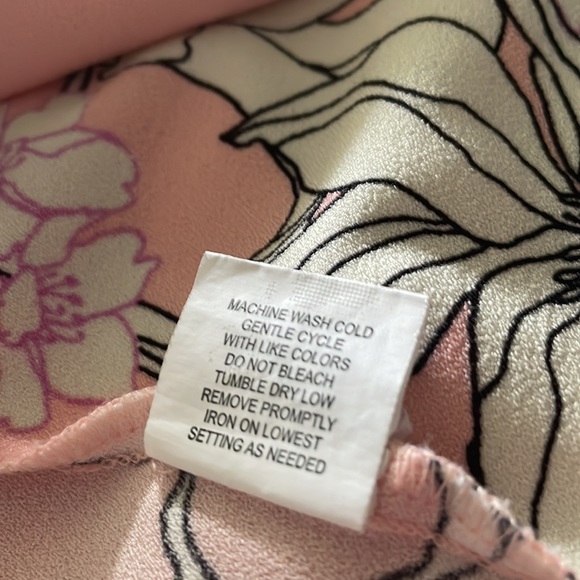 MACHINE WASH COLD
GENTLE CYCLE
WITH LIKE COLORS
DO NOT BLEACH
TUMBLE DRY LOW
REMOVE PROMPTLY
IRON ON LOWEST
SETTING AS NEEDED